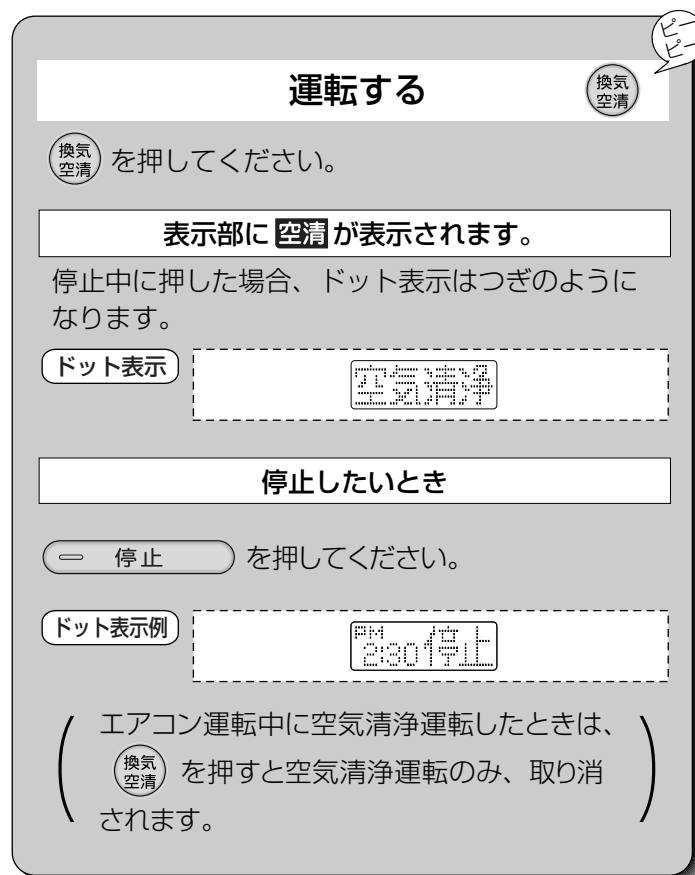 ピー
ピー
運転する
換気
空清
換気
空清
を押してください。
表示部に 空清 が表示されます。
停止中に押した場合、ドット表示はつぎのように
なります。
ドット表示
空気清浄
停止したいとき
停止 を押してください。
ドット表示例
PM 2:30 停止
エアコン運転中に空気清浄運転したときは、
換気
空清
を押すと空気清浄運転のみ、取り消
されます。